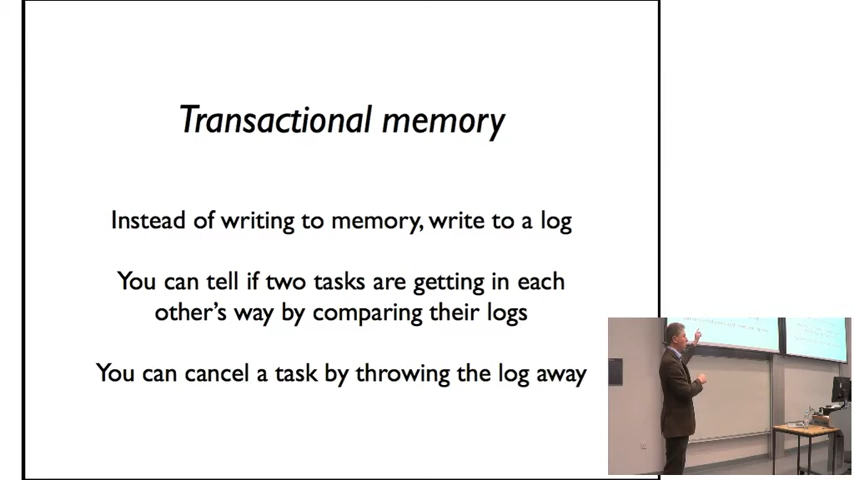 Transactional memory
Instead of writing to memory, write to a log
You can tell if two tasks are getting in each
other's way by comparing their logs
You can cancel a task by throwing the log away